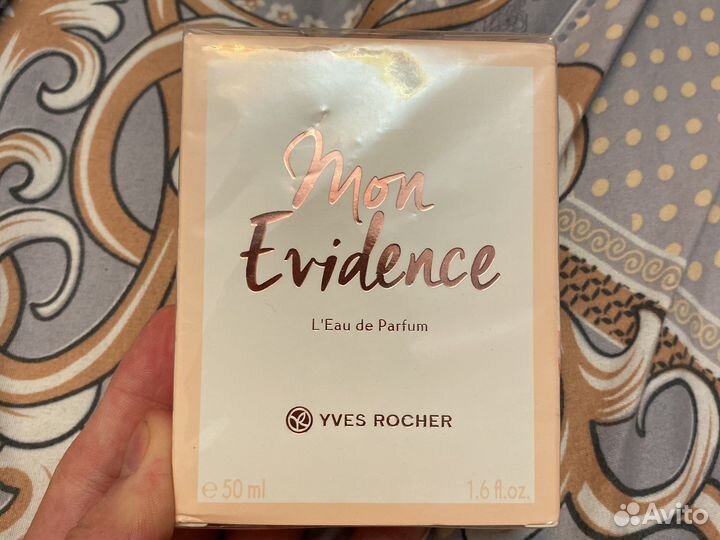 Mon
Evidence
L'Eau de Parfum
YVES ROCHER
℮ 50 ml 1.6 fl.oz.
Avito